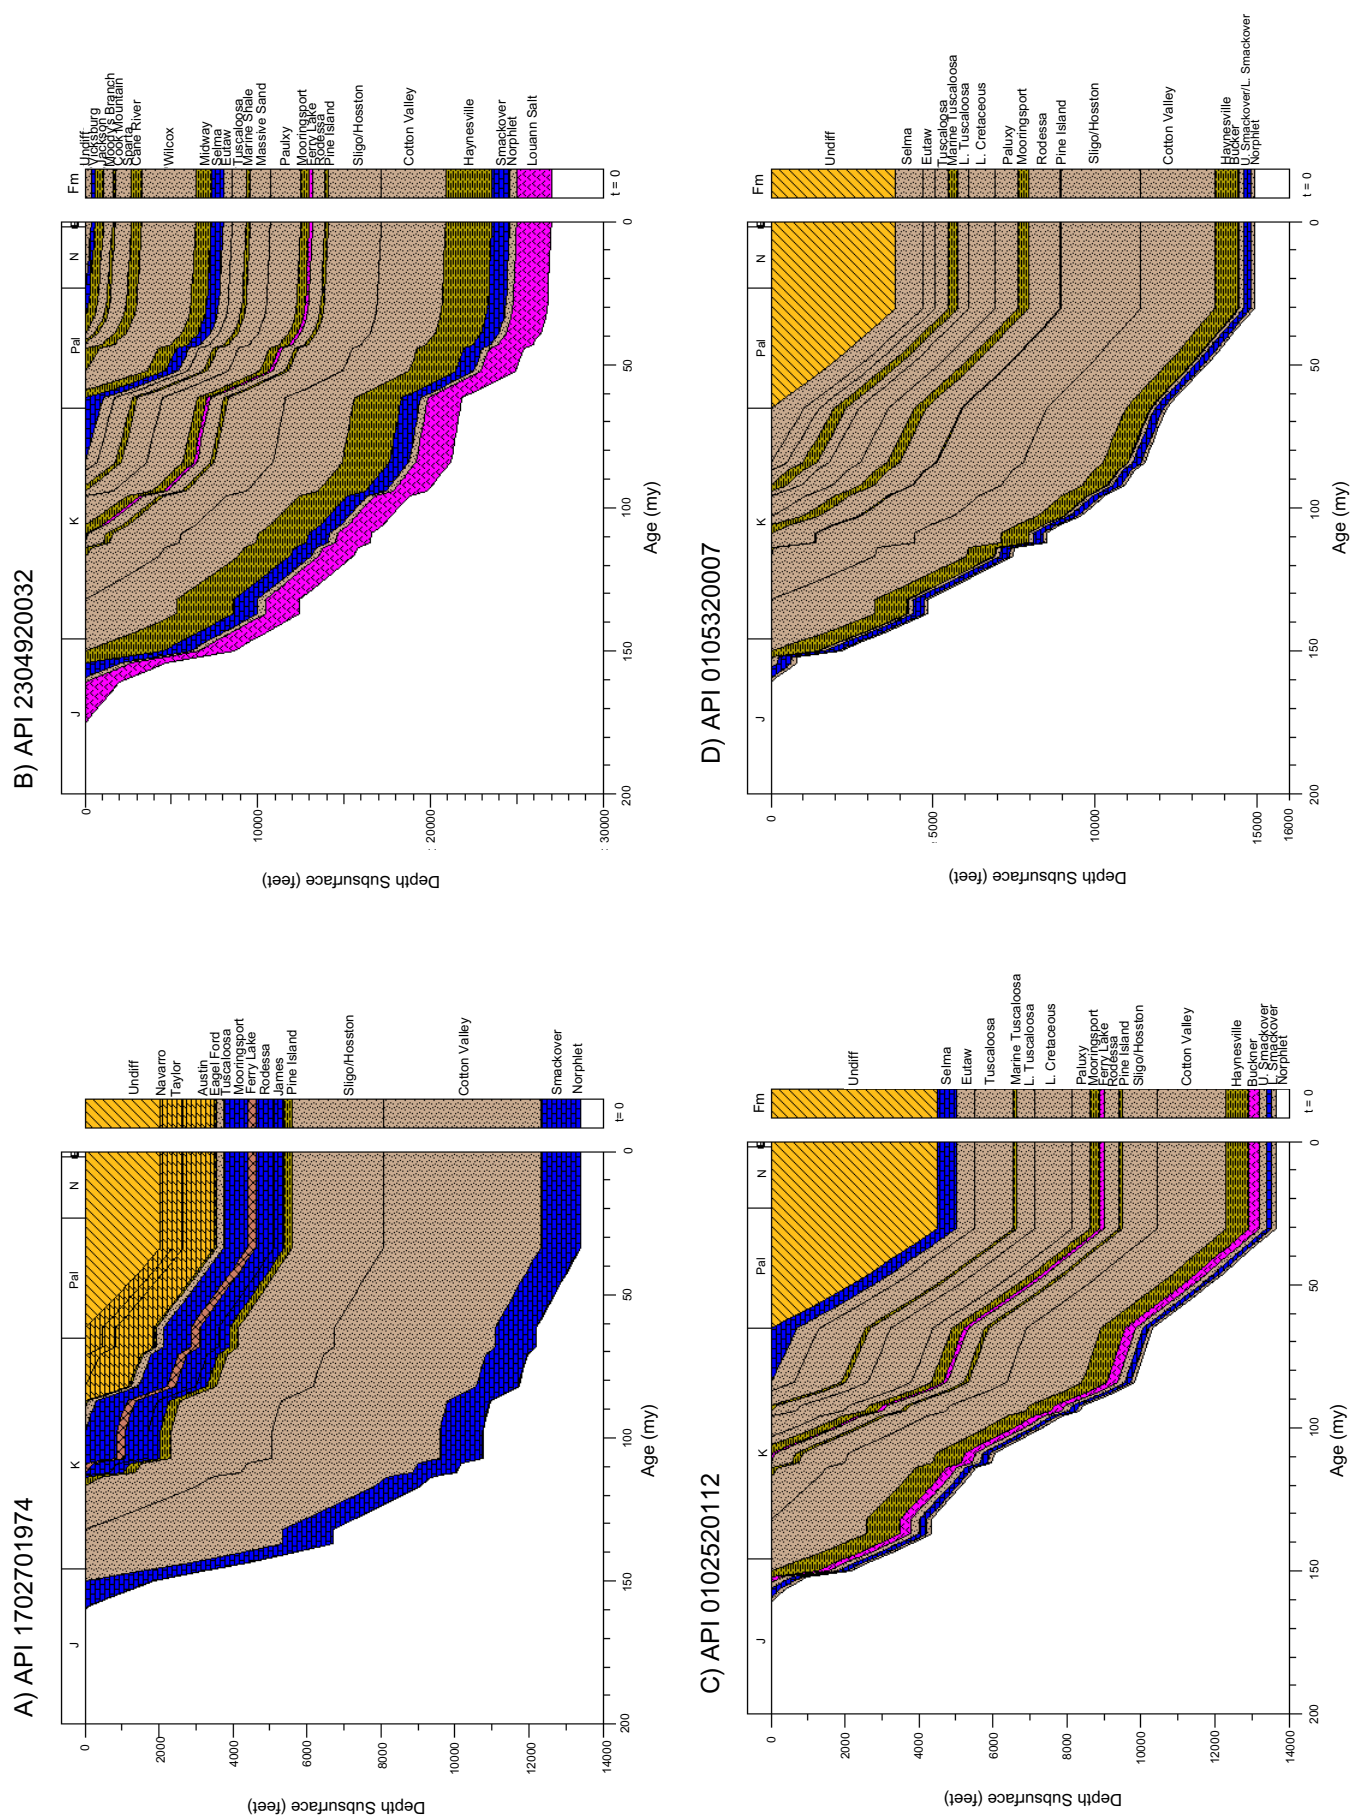 A) API 1702701974
Depth Subsurface (feet)
0
2000
4000
6000
8000
10000
12000
14000
J
K
Pal
N
200
150
100
50
0
Age (my)
t = 0
Undiff
Navarro
Taylor
Austin
Eagel Ford
Tuscaloosa
Mooringsport
Ferry Lake
Rodessa
James
Pine Island
Sligo/Hosston
Cotton Valley
Smackover
Norphlet
B) API 2304920032
Depth Subsurface (feet)
0
10000
20000
30000
J
K
Pal
N
200
150
100
50
0
Age (my)
Fm
t = 0
Undiff
Vicksburg
Jackson
Moody's Branch
Cook Mountain
Sparta
Cane River
Wilcox
Midway
Selma
Eutaw
Tuscaloosa
Marine Shale
Massive Sand
Paulxy
Mooringsport
Ferry Lake
Rodessa
Pine Island
Sligo/Hosston
Cotton Valley
Haynesville
Smackover
Norphlet
Louann Salt
C) API 0102520112
Depth Subsurface (feet)
0
2000
4000
6000
8000
10000
12000
14000
J
K
Pal
N
200
150
100
50
0
Age (my)
Fm
t = 0
Undiff
Selma
Eutaw
Tuscaloosa
Marine Tuscaloosa
L. Tuscaloosa
L. Cretaceous
Paluxy
Mooringsport
Ferry Lake
Rodessa
Pine Island
Sligo/Hosston
Cotton Valley
Haynesville
Buckner
U. Smackover
L. Smackover
Norphlet
D) API 0105320007
Depth Subsurface (feet)
0
5000
10000
15000
16000
J
K
Pal
N
200
150
100
50
0
Age (my)
Fm
t = 0
Undiff
Selma
Eutaw
Tuscaloosa
Marine Tuscaloosa
L. Tuscaloosa
L. Cretaceous
Paluxy
Mooringsport
Rodessa
Pine Island
Sligo/Hosston
Cotton Valley
Haynesville
Bucker
U. Smackover/L. Smackover
Norphlet